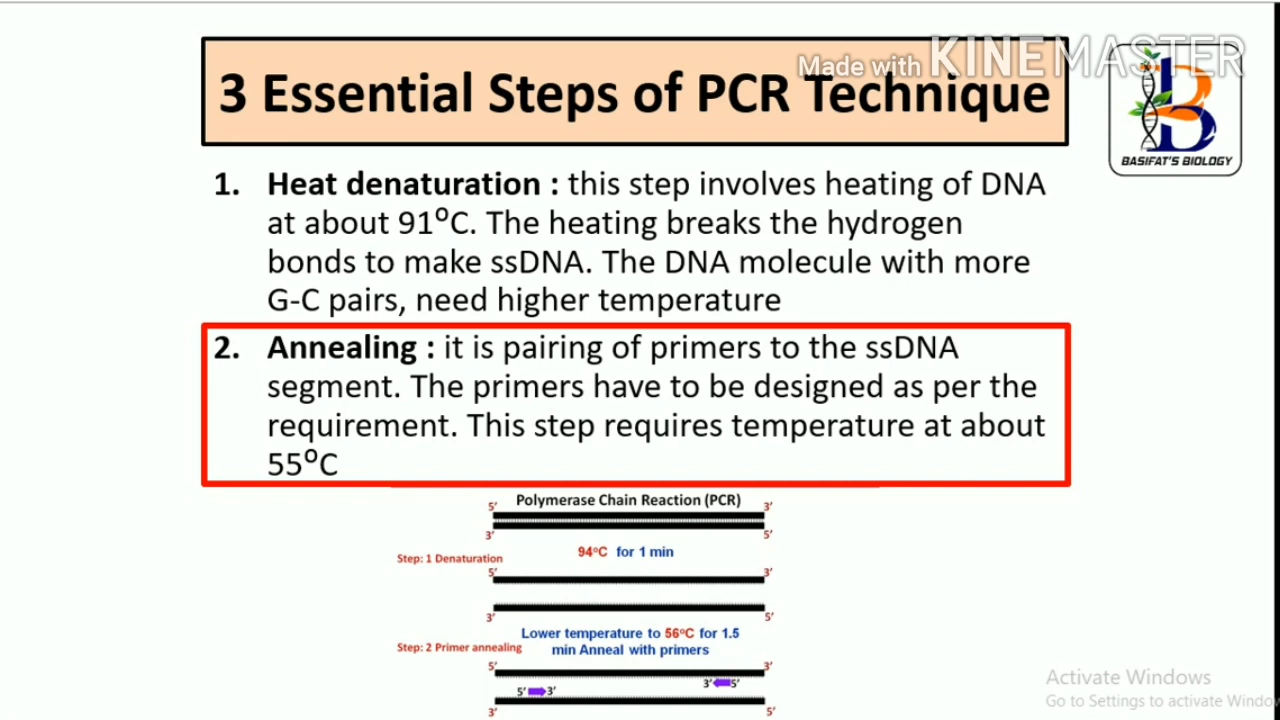 Made with KINEMASTER
3 Essential Steps of PCR Technique
BASIFAT'S BIOLOGY
1. Heat denaturation : this step involves heating of DNA
at about 91⁰C. The heating breaks the hydrogen
bonds to make ssDNA. The DNA molecule with more
G-C pairs, need higher temperature
2. Annealing : it is pairing of primers to the ssDNA
segment. The primers have to be designed as per the
requirement. This step requires temperature at about
55⁰C
Polymerase Chain Reaction (PCR)
5' 3'
3' 5'
94°C for 1 min
Step: 1 Denaturation
5' 3'
3' 5'
Lower temperature to 56°C for 1.5
Step: 2 Primer annealing
min Anneal with primers
5' 3'
3' 5'
5' 3'
3' 5'
Activate Windows
Go to Settings to activate Window